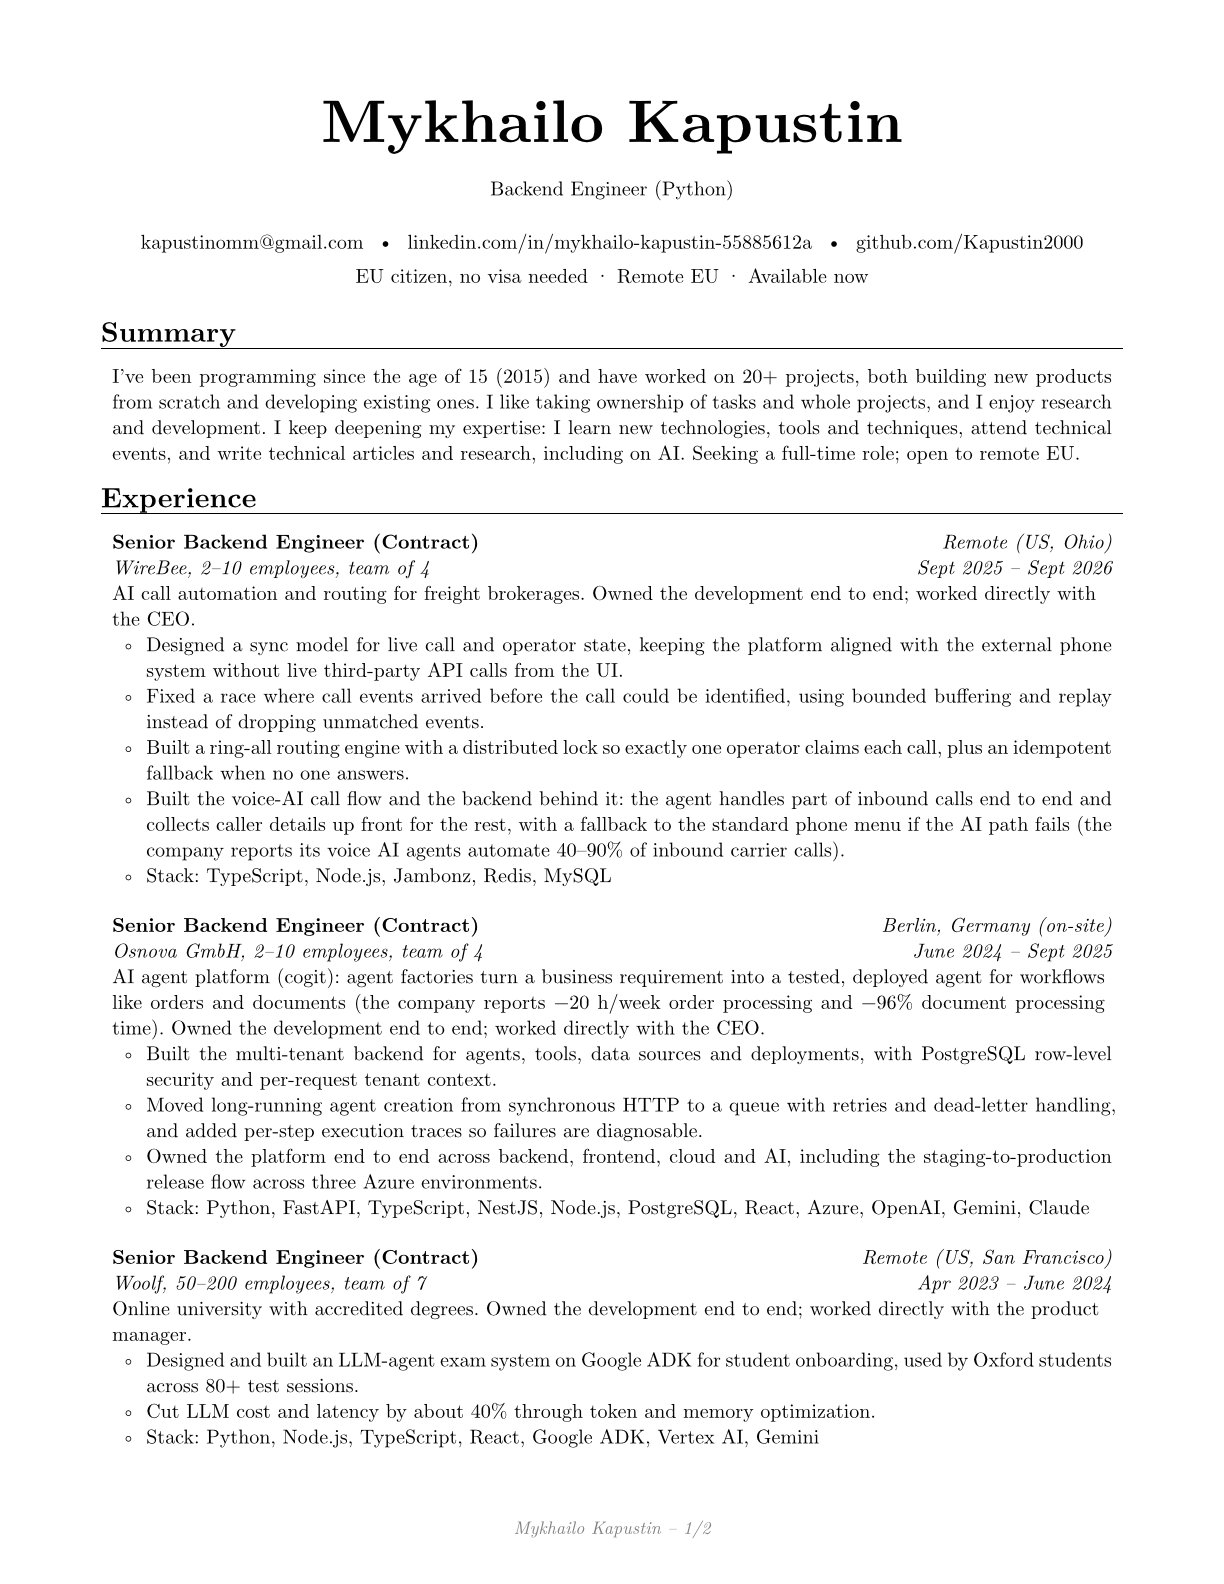 Mykhailo Kapustin
Backend Engineer (Python)
kapustinomm@gmail.com • linkedin.com/in/mykhailo-kapustin-55885612a • github.com/Kapustin2000
EU citizen, no visa needed · Remote EU · Available now
Summary
I've been programming since the age of 15 (2015) and have worked on 20+ projects, both building new products
from scratch and developing existing ones. I like taking ownership of tasks and whole projects, and I enjoy research
and development. I keep deepening my expertise: I learn new technologies, tools and techniques, attend technical
events, and write technical articles and research, including on AI. Seeking a full-time role; open to remote EU.
Experience
Senior Backend Engineer (Contract) Remote (US, Ohio)
WireBee, 2–10 employees, team of 4 Sept 2025 – Sept 2026
AI call automation and routing for freight brokerages. Owned the development end to end; worked directly with
the CEO.
◦ Designed a sync model for live call and operator state, keeping the platform aligned with the external phone
system without live third-party API calls from the UI.
◦ Fixed a race where call events arrived before the call could be identified, using bounded buffering and replay
instead of dropping unmatched events.
◦ Built a ring-all routing engine with a distributed lock so exactly one operator claims each call, plus an idempotent
fallback when no one answers.
◦ Built the voice-AI call flow and the backend behind it: the agent handles part of inbound calls end to end and
collects caller details up front for the rest, with a fallback to the standard phone menu if the AI path fails (the
company reports its voice AI agents automate 40–90% of inbound carrier calls).
◦ Stack: TypeScript, Node.js, Jambonz, Redis, MySQL
Senior Backend Engineer (Contract) Berlin, Germany (on-site)
Osnova GmbH, 2–10 employees, team of 4 June 2024 – Sept 2025
AI agent platform (cogit): agent factories turn a business requirement into a tested, deployed agent for workflows
like orders and documents (the company reports −20 h/week order processing and −96% document processing
time). Owned the development end to end; worked directly with the CEO.
◦ Built the multi-tenant backend for agents, tools, data sources and deployments, with PostgreSQL row-level
security and per-request tenant context.
◦ Moved long-running agent creation from synchronous HTTP to a queue with retries and dead-letter handling,
and added per-step execution traces so failures are diagnosable.
◦ Owned the platform end to end across backend, frontend, cloud and AI, including the staging-to-production
release flow across three Azure environments.
◦ Stack: Python, FastAPI, TypeScript, NestJS, Node.js, PostgreSQL, React, Azure, OpenAI, Gemini, Claude
Senior Backend Engineer (Contract) Remote (US, San Francisco)
Woolf, 50–200 employees, team of 7 Apr 2023 – June 2024
Online university with accredited degrees. Owned the development end to end; worked directly with the product
manager.
◦ Designed and built an LLM-agent exam system on Google ADK for student onboarding, used by Oxford students
across 80+ test sessions.
◦ Cut LLM cost and latency by about 40% through token and memory optimization.
◦ Stack: Python, Node.js, TypeScript, React, Google ADK, Vertex AI, Gemini
Mykhailo Kapustin – 1/2